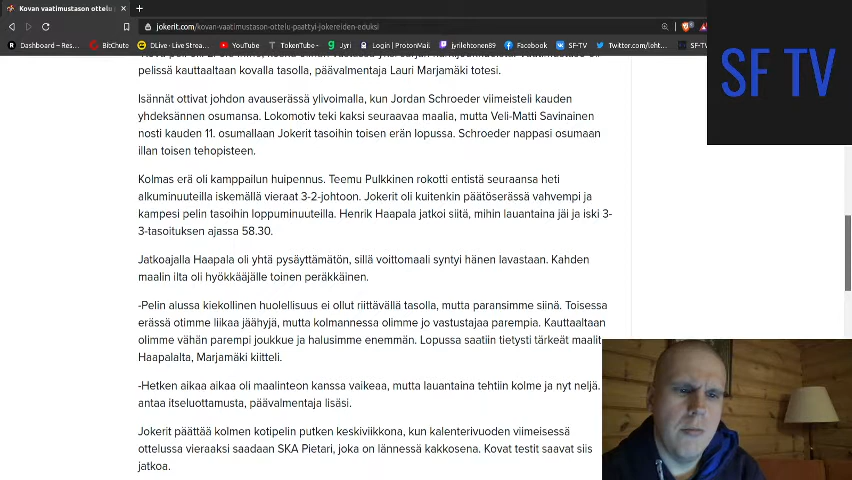 Kovan vaatimustason ottelu
jokerit.com/kovan-vaatimustason-ottelu-paattyi-jokereiden-eduksi
Dashboard – Res... BitChute DLive · Live Strea... YouTube TokenTube · Jyri Login | ProtonMail jyrilehtonen89 Facebook SF-TV Twitter.com/leht... SF-TV
pelissä kauttaaltaan kovalla tasolla, päävalmentaja Lauri Marjamäki totesi.
Isännät ottivat johdon avauserässä ylivoimalla, kun Jordan Schroeder viimeisteli kauden
yhdeksännen osumansa. Lokomotiv teki kaksi seuraavaa maalia, mutta Veli-Matti Savinainen
nosti kauden 11. osumallaan Jokerit tasoihin toisen erän lopussa. Schroeder nappasi osumaan
illan toisen tehopisteen.
Kolmas erä oli kamppailun huipennus. Teemu Pulkkinen rokotti entistä seuraansa heti
alkuminuuteilla iskemällä vieraat 3-2-johtoon. Jokerit oli kuitenkin päätöserässä vahvempi ja
kampesi pelin tasoihin loppuminuuteilla. Henrik Haapala jatkoi siitä, mihin lauantaina jäi ja iski 3-
3-tasoituksen ajassa 58.30.
Jatkoajalla Haapala oli yhtä pysäyttämätön, sillä voittomaali syntyi hänen lavastaan. Kahden
maalin ilta oli hyökkääjälle toinen peräkkäinen.
-Pelin alussa kiekollinen huolellisuus ei ollut riittävällä tasolla, mutta paransimme siinä. Toisessa
erässä otimme liikaa jäähyjä, mutta kolmannessa olimme jo vastustajaa parempia. Kauttaaltaan
olimme vähän parempi joukkue ja halusimme enemmän. Lopussa saatiin tietysti tärkeät maalit
Haapalalta, Marjamäki kiitteli.
-Hetken aikaa aikaa oli maalinteon kanssa vaikeaa, mutta lauantaina tehtiin kolme ja nyt neljä.
antaa itseluottamusta, päävalmentaja lisäsi.
Jokerit päättää kolmen kotipelin putken keskiviikkona, kun kalenterivuoden viimeisessä
ottelussa vieraaksi saadaan SKA Pietari, joka on lännessä kakkosena. Kovat testit saavat siis
jatkoa.
SF TV